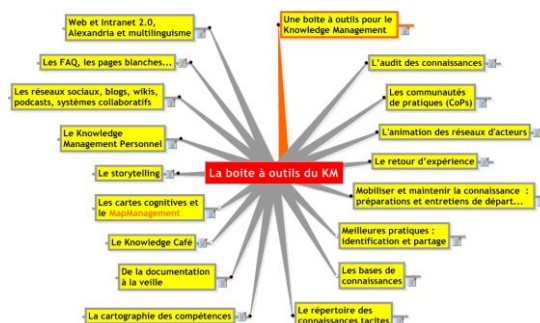 Une boite à outils pour le
Knowledge Management
L'audit des connaissances
Les communautés
de pratiques (CoPs)
L'animation des réseaux d'acteurs
Le retour d'expérience
Mobiliser et maintenir la connaissance :
préparations et entretiens de départ...
Meilleures pratiques :
identification et partage
Les bases de
connaissances
Le répertoire des
connaissances tacites
La boite à outils du KM
Web et Intranet 2.0,
Alexandria et multilinguisme
Les FAQ, les pages blanches...
Les réseaux sociaux, blogs, wikis,
podcasts, systèmes collaboratifs
Le Knowledge
Management Personnel
Le storytelling
Les cartes cognitives et
le MapManagement
Le Knowledge Café
De la documentation
à la veille
La cartographie des compétences